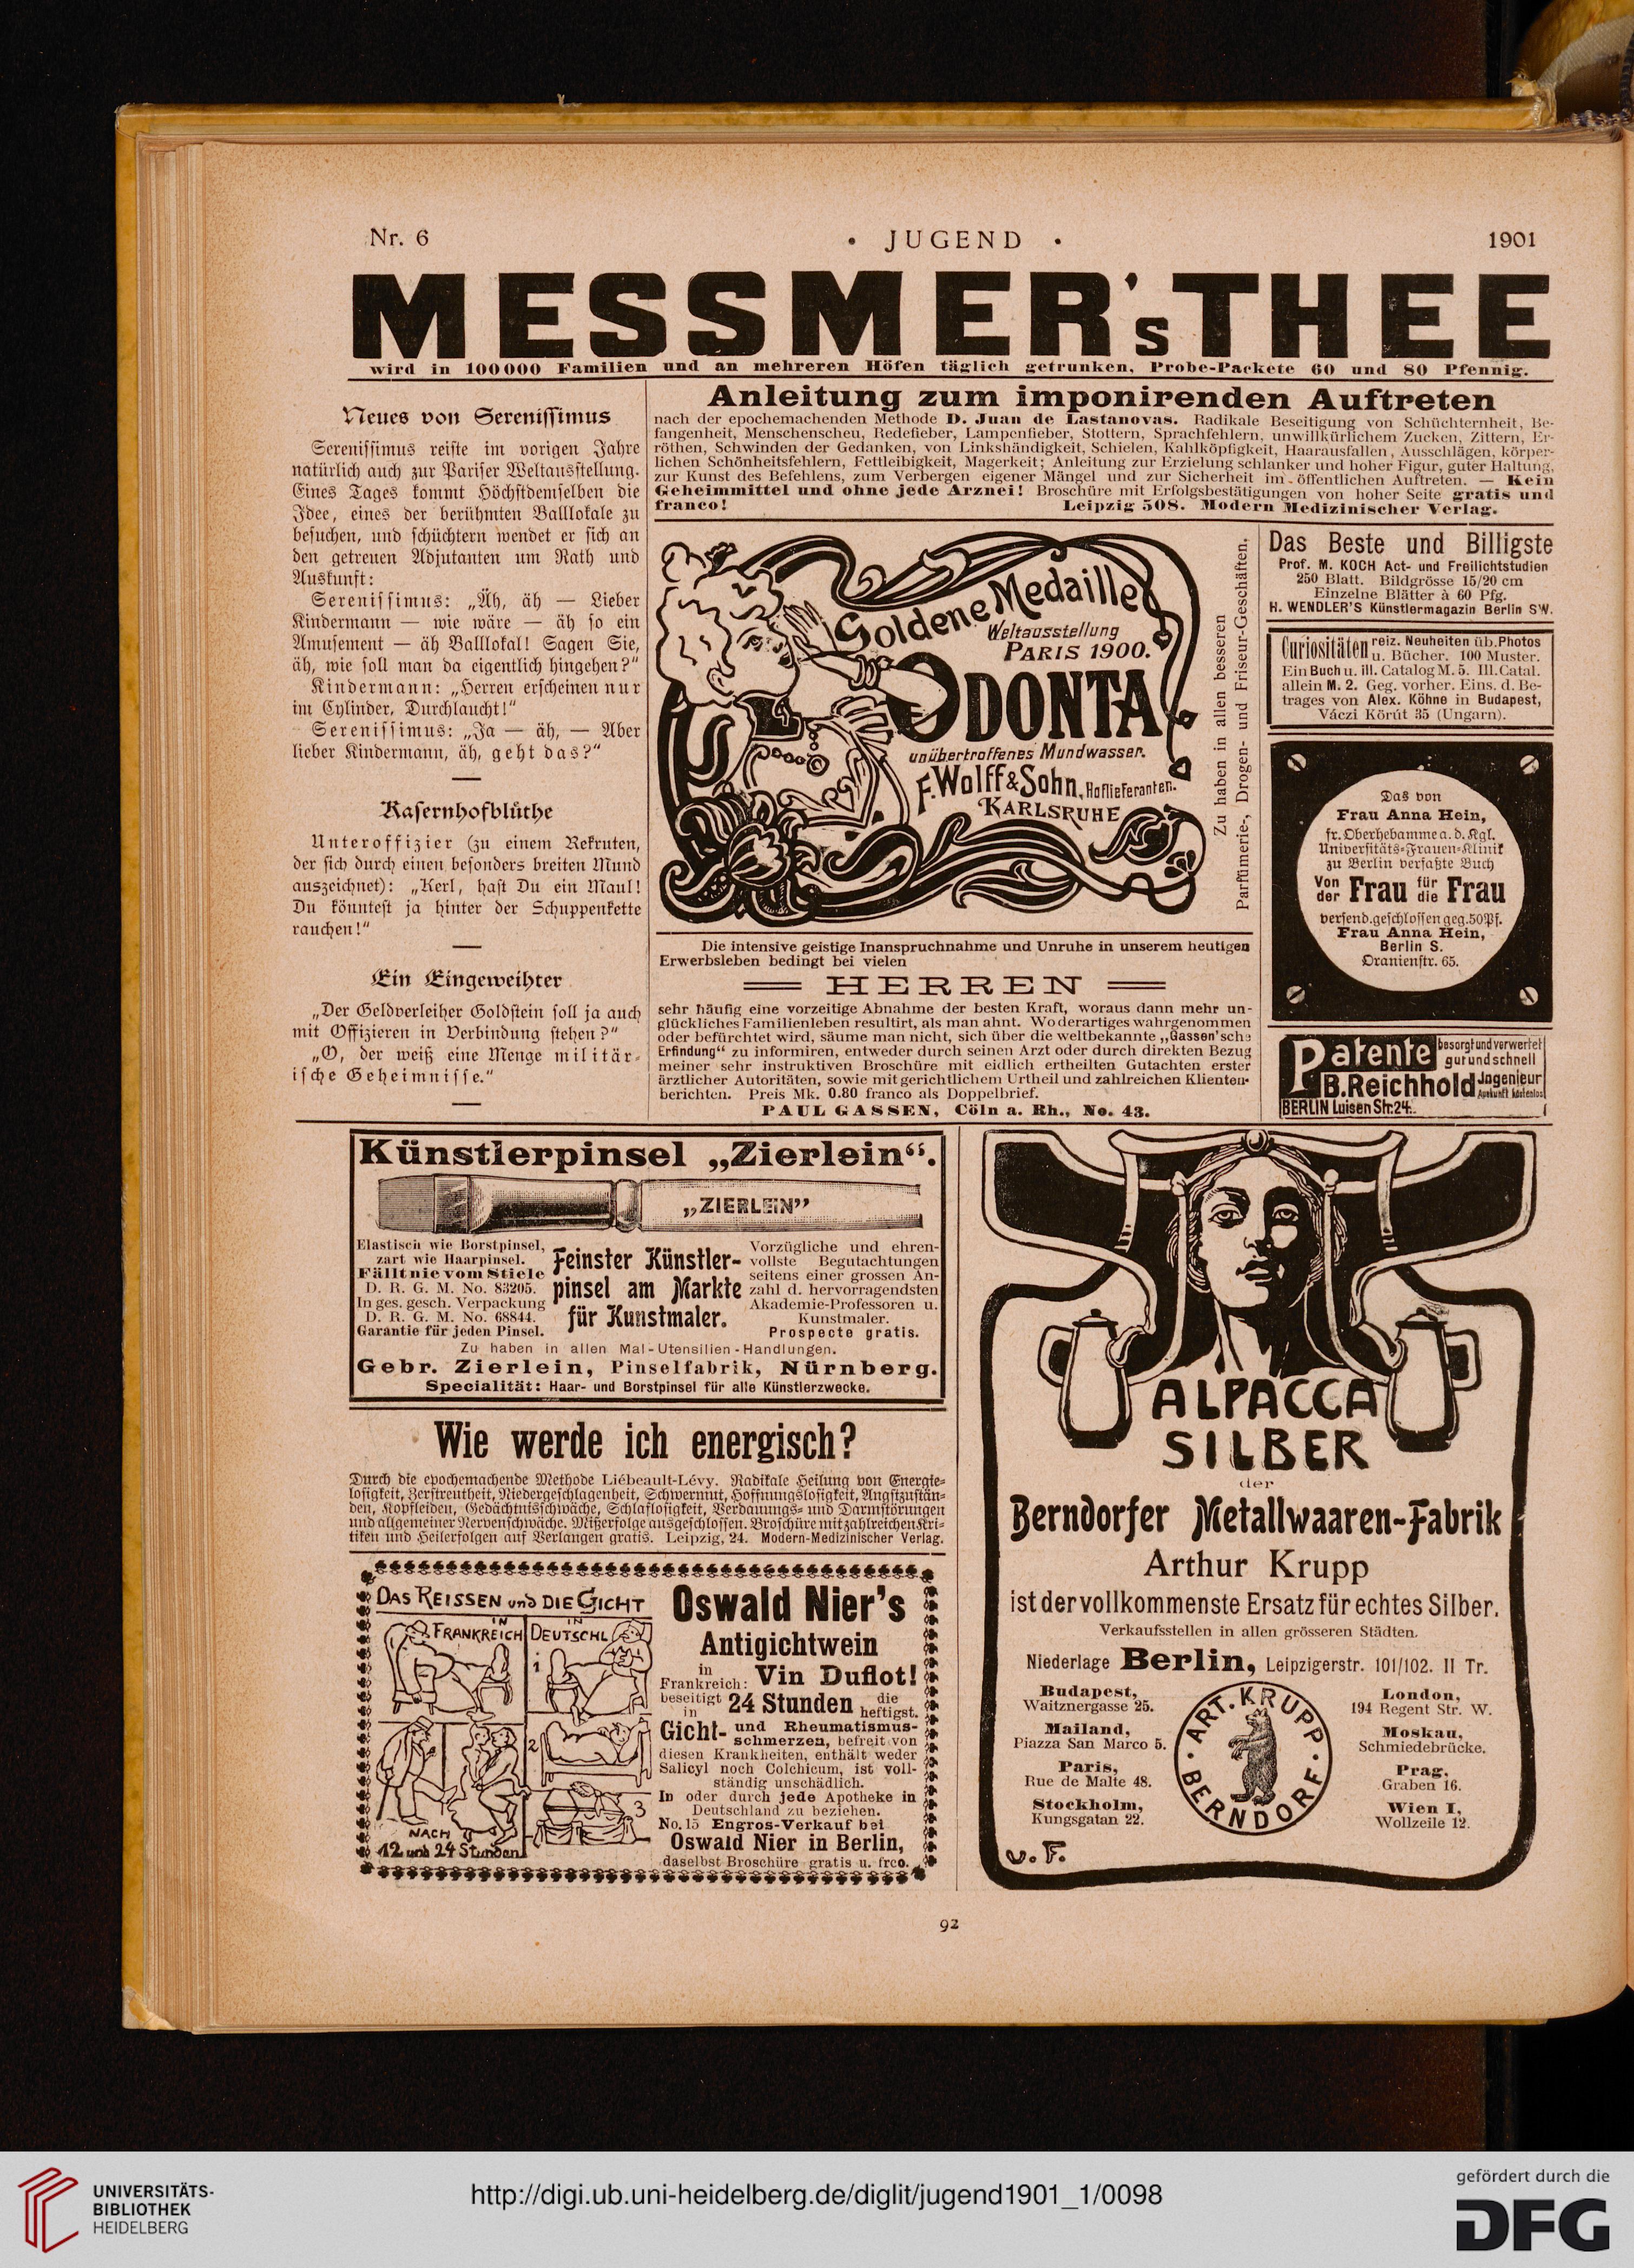 Nr. 6
• JUGEND •
1901
MESSMER'sTHEE
wird in 100000 Familien und an mehreren Höfen täglich getrunken, Probe-Packete 60 und 80 Pfennig.
Neues von Serenissimus
Serenissimus reiste im vorigen Jahre
natürlich auch zur Pariser Weltausstellung.
Eines Tages kommt Höchstdemselben die
Idee, eines der berühmten Balllokale zu
besuchen, und schüchtern wendet er sich an
den getreuen Adjutanten um Rath und
Auskunft:
Serenissimus: „Äh, äh — Lieber
Kindermann — wie wäre — äh so ein
Amusement — äh Balllokal! Sagen Sie,
äh, wie soll man da eigentlich hingehen?“
Kindermann: „Herren erscheinen nur
im Cylinder, Durchlaucht!“
Serenissimus: „Ja — äh, — Aber
lieber Kindermann, äh, geht das?“
Kasernhofblüthe
Unteroffizier (zu einem Rekruten,
der sich durch einen besonders breiten Mund
auszeichnet): „Kerl, hast Du ein Maul!
Du könntest ja hinter der Schuppenkette
rauchen!“
Ein Eingeweihter
„Der Geldverleiher Goldstein soll ja auch
mit Offizieren in Verbindung stehen?“
„O, der weiß eine Menge militär-
ische Geheimnisse.“
Anleitung zum imponirenden Auftreten
nach der epochemachenden Methode D. Juan de Lastanovas. Radikale Beseitigung von Schüchternheit, Be-
fangenheit, Menschenscheu, Redefieber, Lampenfieber, Stottern, Sprachfehlern, unwillkürlichem Zucken, Zittern, Er-
röthen, Schwinden der Gedanken, von Linkshändigkeit, Schielen, Kahlköpfigkeit, Haarausfallen, Ausschlägen, körper-
lichen Schönheitsfehlern, Fettleibigkeit, Magerkeit; Anleitung zur Erzielung schlanker und hoher Figur, guter Haltung,
zur Kunst des Befehlens, zum Verbergen eigener Mängel und zur Sicherheit im öffentlichen Auftreten. — Kein
Geheimmittel und ohne jede Arznei! Broschüre mit Erfolgsbestätigungen von hoher Seite gratis und
franco! Leipzig 508. Modern Medizinischer Verlag.
Goldene Medaille
Weltausstellung
PARIS 1900.
ODONTA
unübertroffenes Mundwasser.
F. Wolff & Sohn, Hoflieferanten.
KARLSRUHE
Zu haben in allen besseren
Parfümerie-, Drogen- und Friseur-Geschäften.
Die intensive geistige Inanspruchnahme und Unruhe in unserem heutigen
Erwerbsleben bedingt bei vielen
HERREN
sehr häufig eine vorzeitige Abnahme der besten Kraft, woraus dann mehr un-
glückliches Familienleben resultirt, als man ahnt. Wo derartiges wahrgenommen
oder befürchtet wird, säume man nicht, sich über die weltbekannte „Gassen'sche
Erfindung“ zu informiren, entweder durch seinen Arzt oder durch direkten Bezug
meiner sehr instruktiven Broschüre mit eidlich ertheilten Gutachten erster
ärztlicher Autoritäten, sowie mit gerichtlichem Urtheil und zahlreichen Klienten-
berichten. Preis Mk. 0.80 franco als Doppelbrief.
PAUL GASSEN, Cöln a. Rh., No. 43.
Das Beste und Billigste
Prof. M. KOCH Act- und Freilichtstudien
250 Blatt. Bildgrösse 15/20 cm
Einzelne Blätter à 60 Pfg.
H. WENDLER'S Künstlermagazin Berlin SW.
Curiositäten reiz. Neuheiten üb. Photos
u. Bücher. 100 Muster.
Ein Buch u. ill. Catalog M. 5. Ill. Catal.
allein M. 2. Geg. vorher. Eins. d. Be-
trages von Alex. Köhne in Budapest,
Váczi Körút 35 (Ungarn).
Das von
Frau Anna Hein,
fr. Oberhebamme a. d. Kgl.
Universitäts-Frauen-Klinik
zu Berlin verfaßte Buch
Von der Frau für die Frau
versend. geschlossen geg. 50 Pf.
Frau Anna Hein,
Berlin S.
Oranienstr. 65.
Patente besorgt und verwertet
gut und schnell
B. Reichhold Ingenieur
Auskunft kostenlos
BERLIN Luisen Str. 24.
Künstlerpinsel „Zierlein“.
„ZIERLEIN”
Elastisch wie Borstpinsel,
zart wie Haarpinsel.
Fällt nie vom Stiele
D. R. G. M. No. 83205.
In ges. gesch. Verpackung
D. R. G. M. No. 68844.
Garantie für jeden Pinsel.
Feinster Künstler-
pinsel am Markte
für Kunstmaler.
Vorzügliche und ehren-
vollste Begutachtungen
seitens einer grossen An-
zahl d. hervorragendsten
Akademie-Professoren u.
Kunstmaler.
Prospecte gratis.
Zu haben in allen Mal-Utensilien-Handlungen.
Gebr. Zierlein, Pinselfabrik, Nürnberg.
Specialität: Haar- und Borstpinsel für alle Künstlerzwecke.
Wie werde ich energisch?
Durch die epochemachende Methode Liébeault-Lévy. Radikale Heilung von Energie-
losigkeit, Zerstreutheit, Niedergeschlagenheit, Schwermut, Hoffnungslosigkeit, Angstzustän-
den, Kopfleiden, Gedächtnisschwäche, Schlaflosigkeit, Verdauungs- und Darmstörungen
und allgemeiner Nervenschwäche. Mißerfolge ausgeschlossen. Broschüre mit zahlreichen Kri-
tiken und Heilerfolgen auf Verlangen gratis. Leipzig, 24. Modern-Medizinischer Verlag.
DAS REISSEN und DIE GICHT
IN FRANKREICH
IN DEUTSCHL.
1
2
3
NACH
12 und 24 Stunden
Oswald Nier's
Antigichtwein
in Frankreich: Vin Duflot!
beseitigt in 24 Stunden die heftigst.
Gicht- und Rheumatismus-
schmerzen, befreit von
diesen Krankheiten, enthält weder
Salicyl noch Colchicum, ist voll-
ständig unschädlich.
In oder durch jede Apotheke in
Deutschland zu beziehen.
No. 15 Engros-Verkauf bei
Oswald Nier in Berlin,
daselbst Broschüre gratis u. frco.
ALPACCA
SILBER
der
Berndorfer Metallwaaren-Fabrik
Arthur Krupp
ist der vollkommenste Ersatz für echtes Silber.
Verkaufsstellen in allen grösseren Städten.
Niederlage Berlin, Leipzigerstr. 101/102. II Tr.
Budapest,
Waitznergasse 25.
Mailand,
Piazza San Marco 5.
Paris,
Rue de Malte 48.
Stockholm,
Kungsgatan 22.
ART. KRUPP • BERNDORF •
London,
194 Regent Str. W.
Moskau,
Schmiedebrücke.
Prag,
Graben 16.
Wien I,
Wollzeile 12.
v. F.
92
UNIVERSITÄTS-
BIBLIOTHEK
HEIDELBERG
http://digi.ub.uni-heidelberg.de/diglit/jugend1901_1/0098
gefördert durch die
DFG